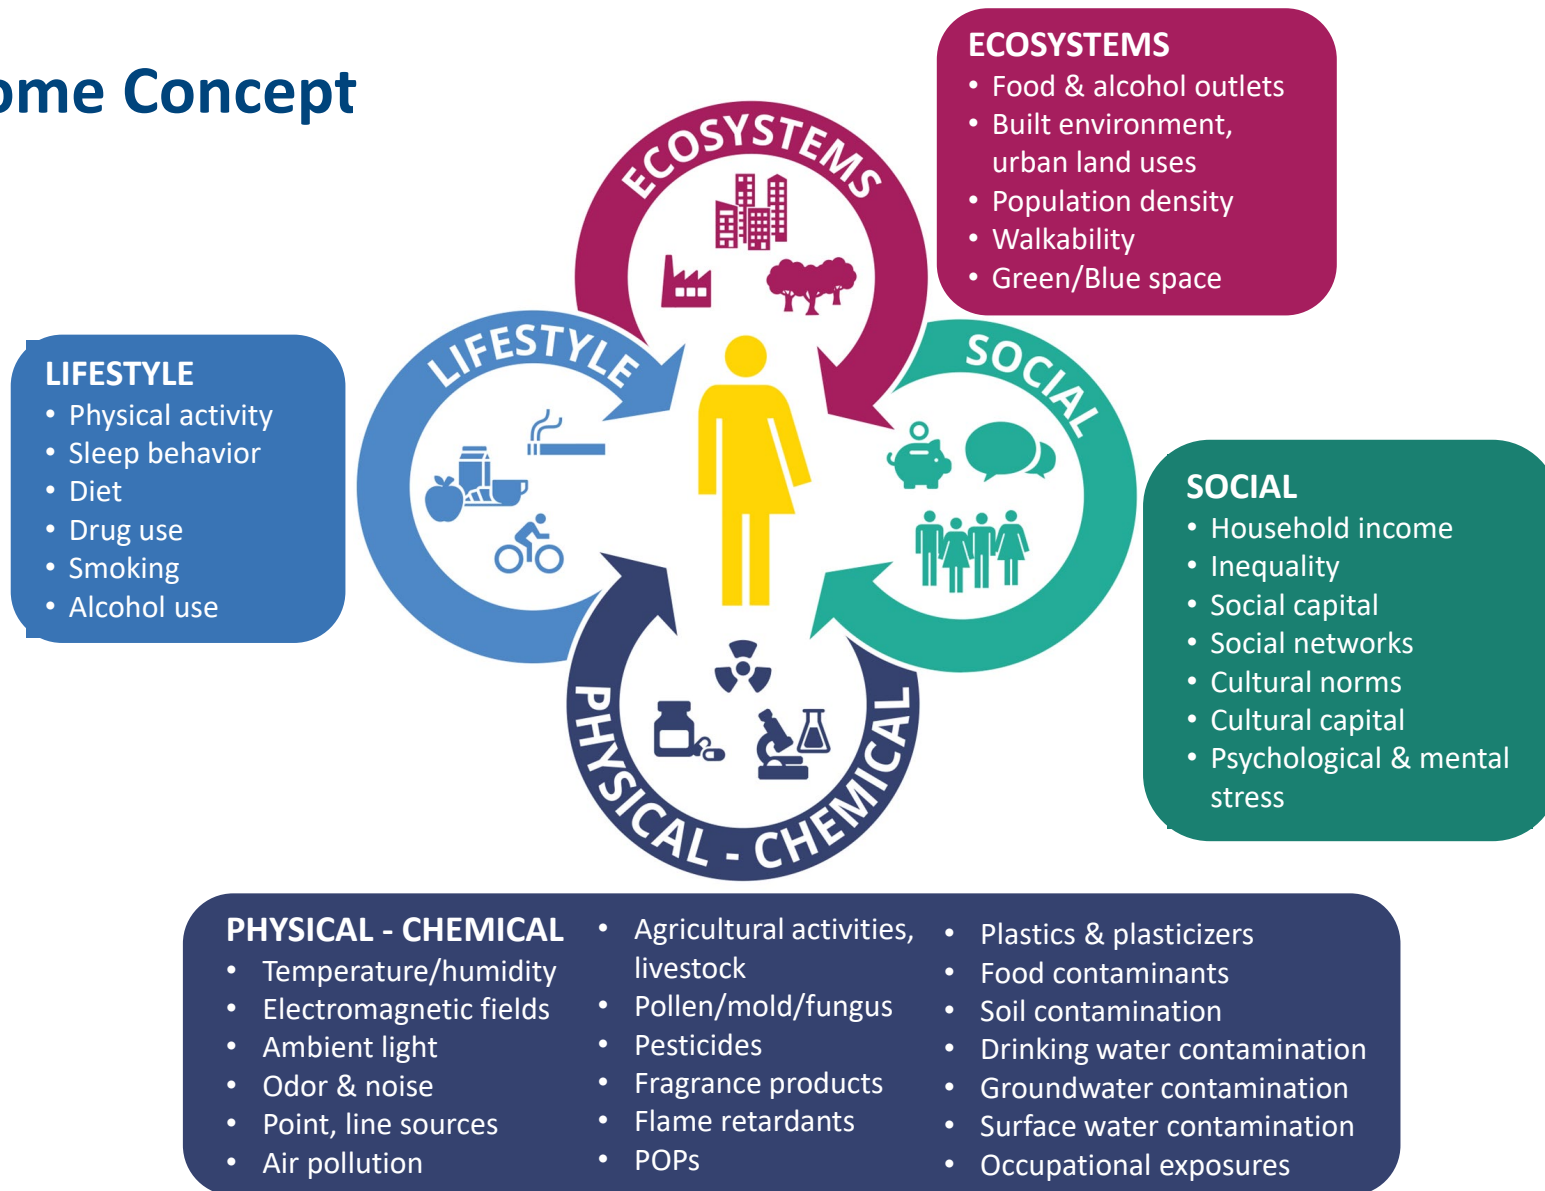 ome Concept
ECOSYSTEMS
• Food & alcohol outlets
• Built environment,
urban land uses
• Population density
• Walkability
• Green/Blue space
ECOSYSTEMS
LIFESTYLE
SOCIAL
PHYSICAL - CHEMICAL
LIFESTYLE
• Physical activity
• Sleep behavior
• Diet
• Drug use
• Smoking
• Alcohol use
SOCIAL
• Household income
• Inequality
• Social capital
• Social networks
• Cultural norms
• Cultural capital
• Psychological & mental
stress
PHYSICAL - CHEMICAL
• Temperature/humidity
• Electromagnetic fields
• Ambient light
• Odor & noise
• Point, line sources
• Air pollution
• Agricultural activities,
livestock
• Pollen/mold/fungus
• Pesticides
• Fragrance products
• Flame retardants
• POPs
• Plastics & plasticizers
• Food contaminants
• Soil contamination
• Drinking water contamination
• Groundwater contamination
• Surface water contamination
• Occupational exposures